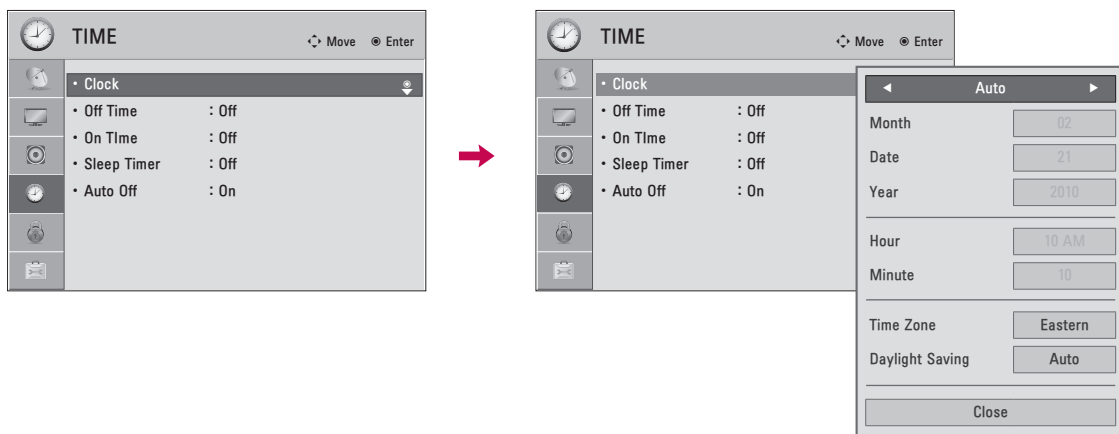 TIME
Move Enter
• Clock
• Off Time : Off
• On TIme : Off
• Sleep Timer : Off
• Auto Off : On
TIME
Move Enter
• Clock
• Off Time : Off
• On TIme : Off
• Sleep Timer : Off
• Auto Off : On
◄ Auto ►
Month 02
Date 21
Year 2010
Hour 10 AM
Minute 10
Time Zone Eastern
Daylight Saving Auto
Close